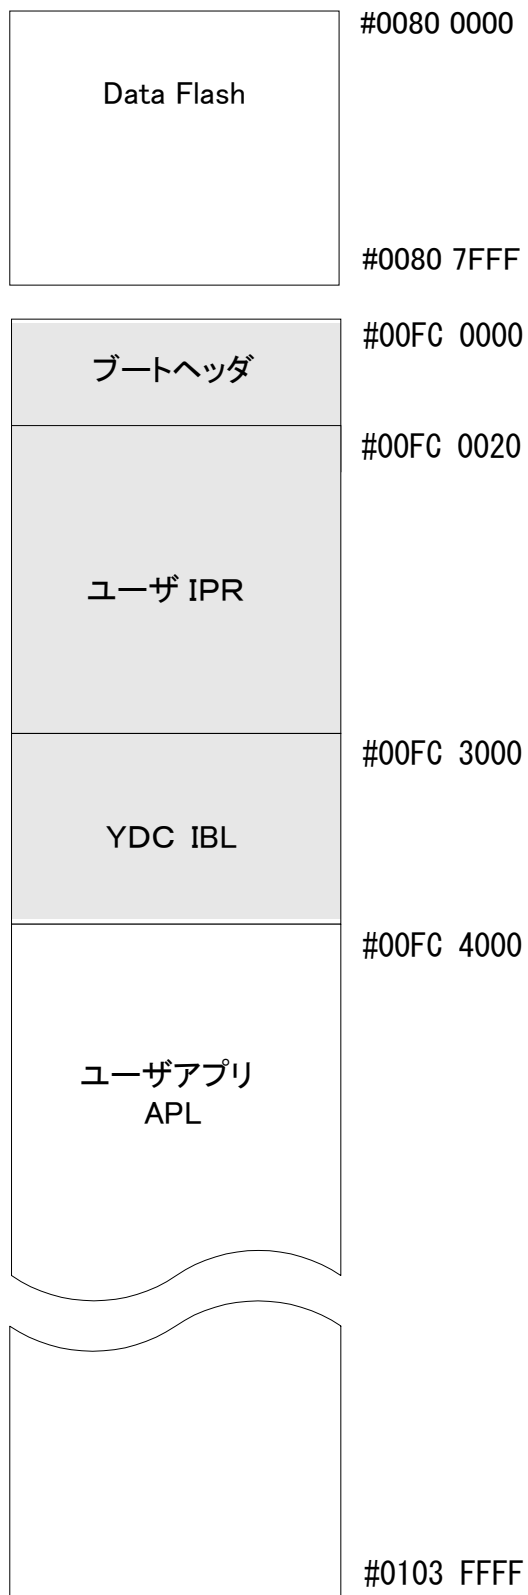 #0080 0000
Data Flash
#0080 7FFF
#00FC 0000
ブートヘッダ
#00FC 0020
ユーザ IPR
#00FC 3000
YDC IBL
#00FC 4000
ユーザアプリ
APL
#0103 FFFF